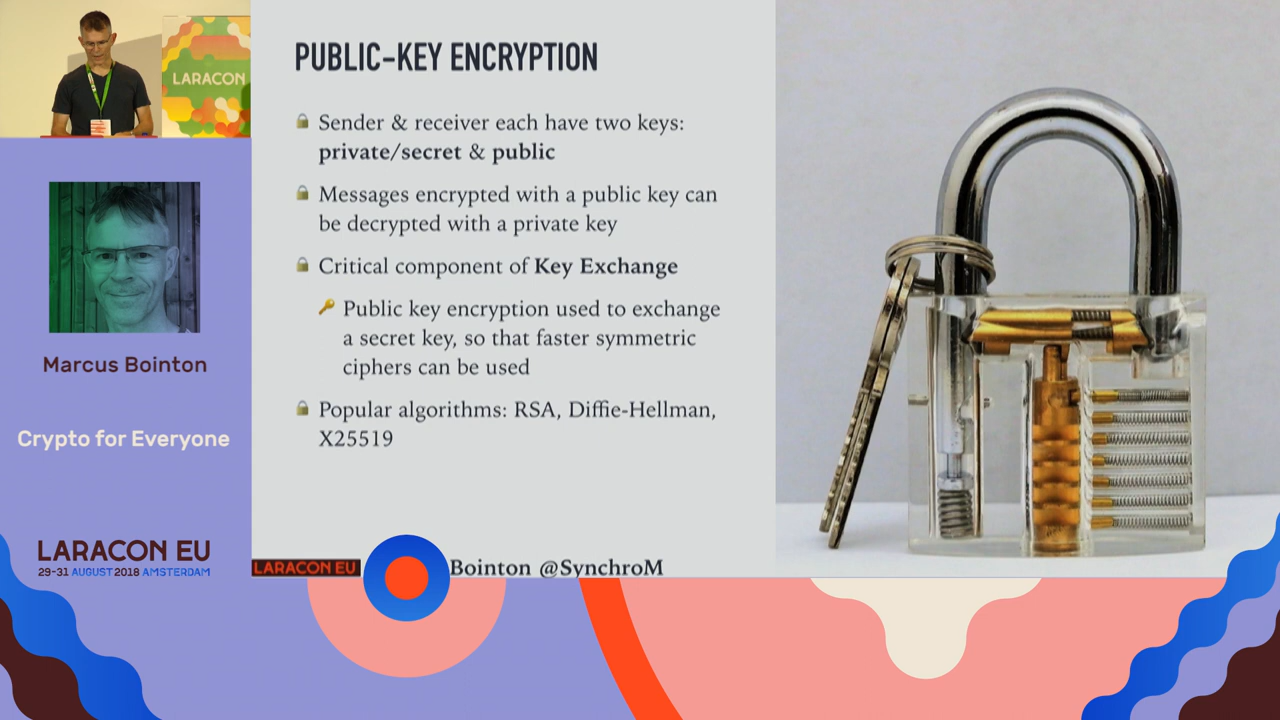 LARACON
Marcus Bointon
Crypto for Everyone
LARACON EU
29-31 AUGUST 2018 AMSTERDAM
PUBLIC-KEY ENCRYPTION
Sender & receiver each have two keys:
private/secret & public
Messages encrypted with a public key can
be decrypted with a private key
Critical component of Key Exchange
Public key encryption used to exchange
a secret key, so that faster symmetric
ciphers can be used
Popular algorithms: RSA, Diffie-Hellman,
X25519
LARACON EU
Bointon @SynchroM